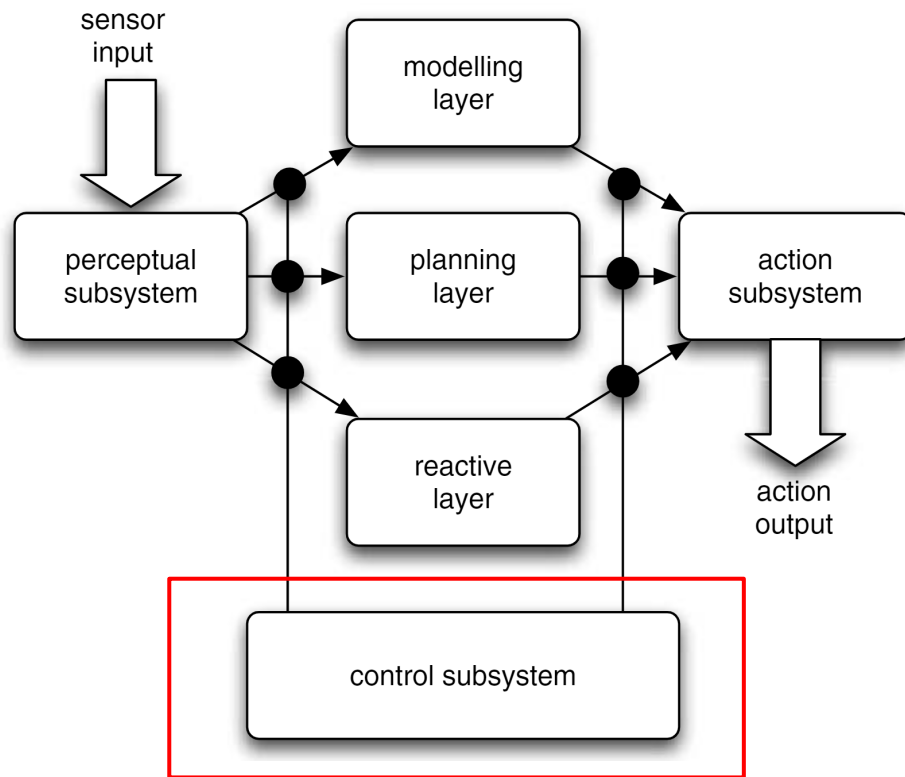 sensor
input
modelling
layer
perceptual
subsystem
planning
layer
action
subsystem
reactive
layer
action
output
control subsystem